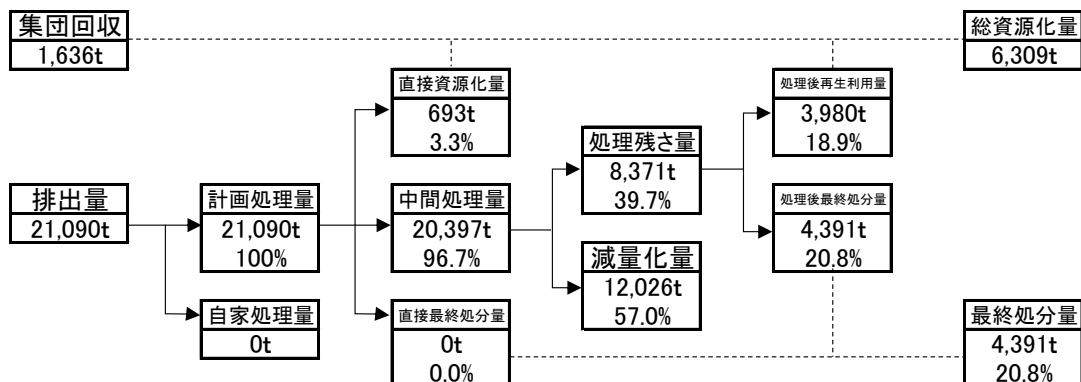 集団回収
1,636t
総資源化量
6,309t
直接資源化量
693t
3.3%
処理後再生利用量
3,980t
18.9%
処理残さ量
8,371t
39.7%
排出量
21,090t
計画処理量
21,090t
100%
中間処理量
20,397t
96.7%
処理後最終処分量
4,391t
20.8%
減量化量
12,026t
57.0%
自家処理量
0t
直接最終処分量
0t
0.0%
最終処分量
4,391t
20.8%